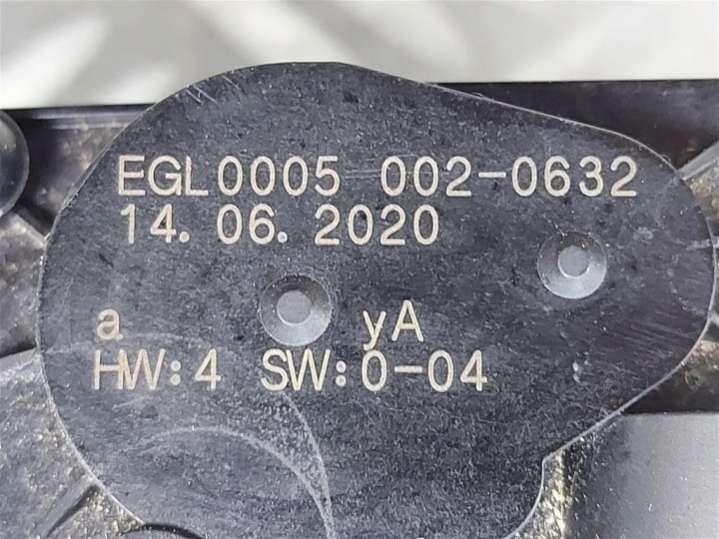 EGL0005 002-0632
14. 06. 2020
a yA
HW:4 SW:0-04